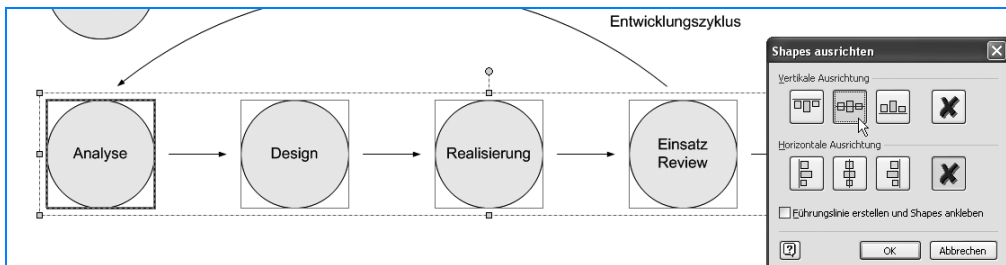 Entwicklungszyklus
Analyse
Design
Realisierung
Einsatz
Review
Shapes ausrichten
Vertikale Ausrichtung
Horizontale Ausrichtung
Führungslinie erstellen und Shapes ankleben
OK
Abbrechen